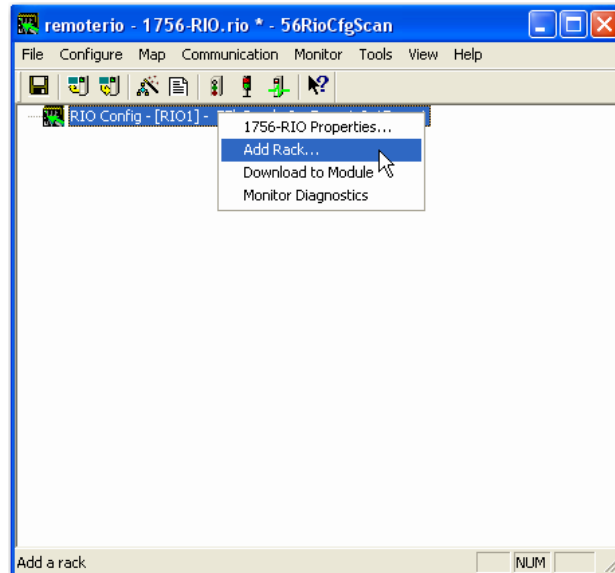 remoterio - 1756-RIO.rio * - 56RioCfgScan
File Configure Map Communication Monitor Tools View Help
RIO Config - [RIO1] -
1756-RIO Properties...
Add Rack...
Download to Module
Monitor Diagnostics
Add a rack
NUM